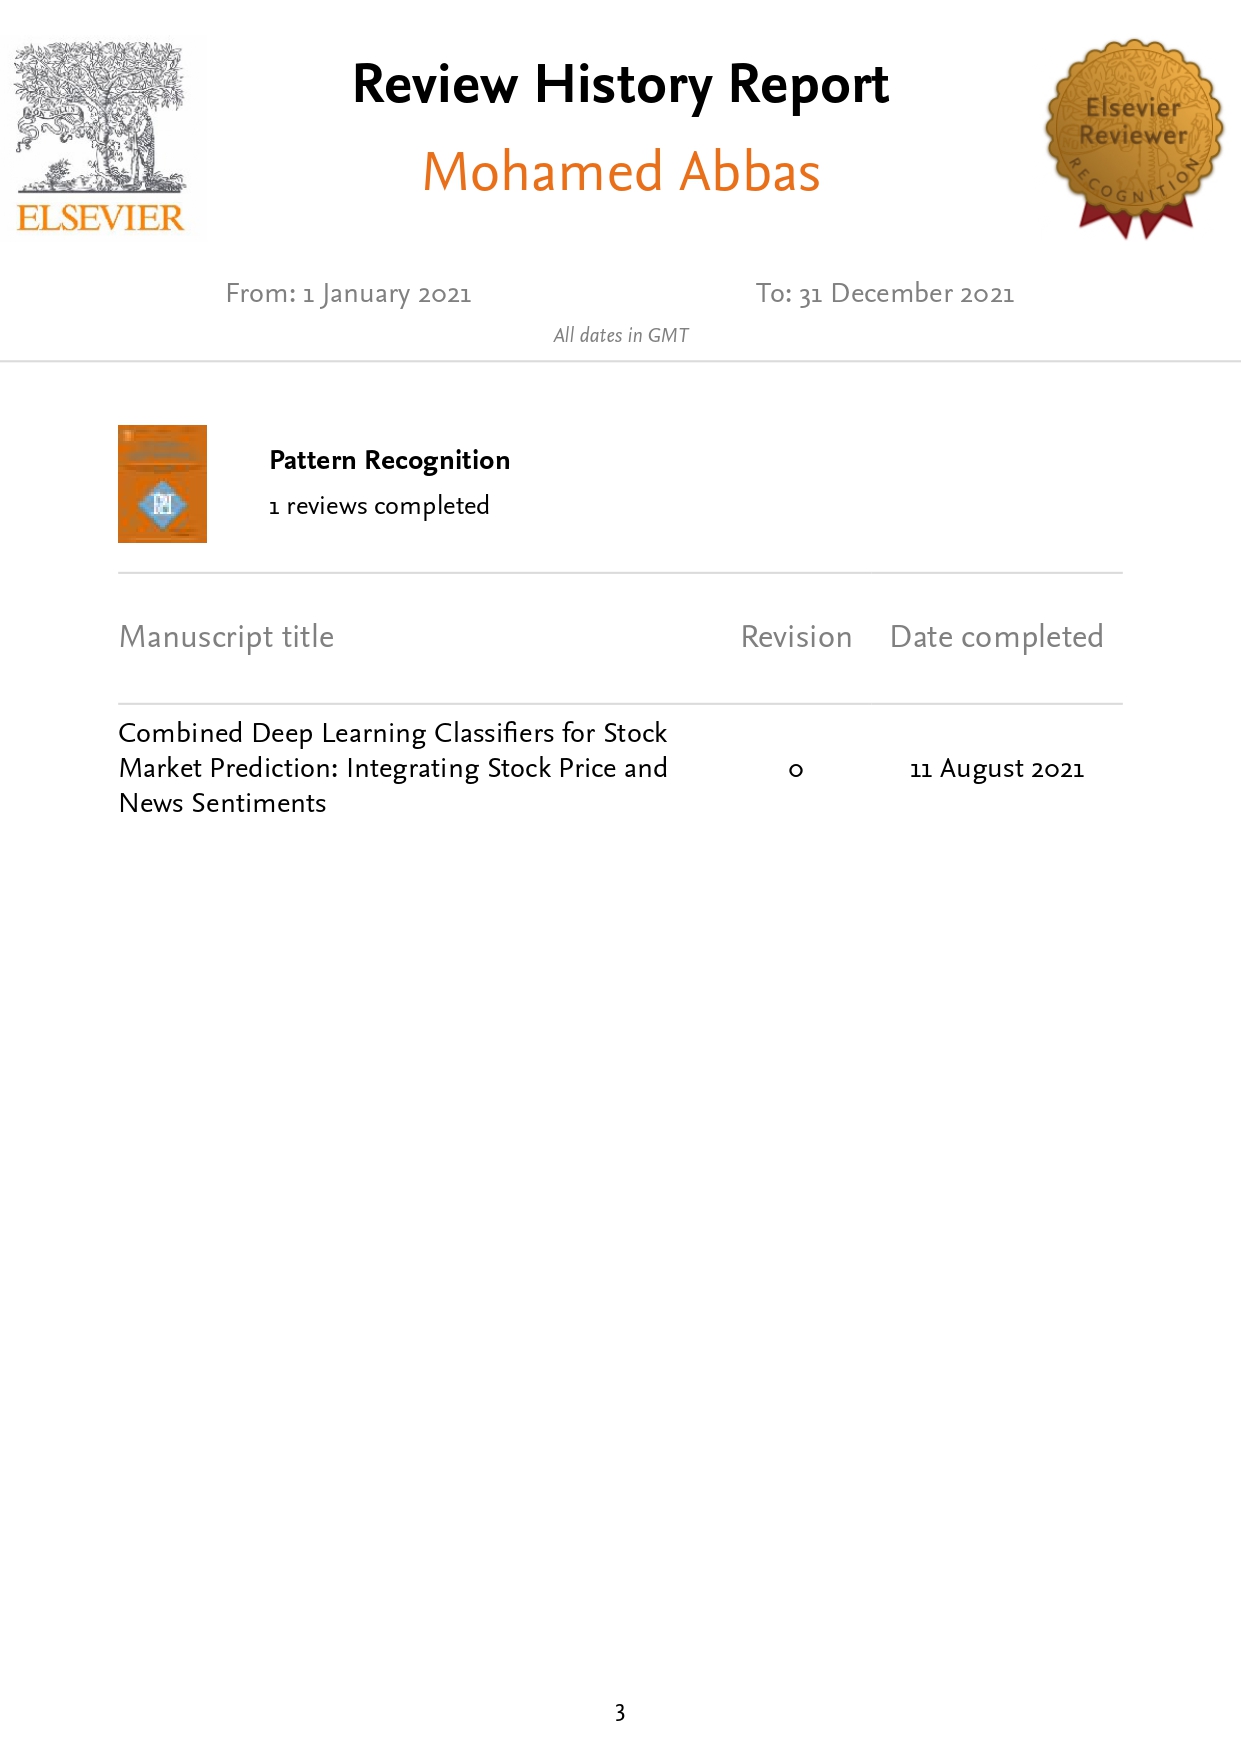 Review History Report
Mohamed Abbas
ELSEVIER
Elsevier
Reviewer
RECOGNITION
From: 1 January 2021
To: 31 December 2021
All dates in GMT
Pattern Recognition
1 reviews completed
Manuscript title
Revision
Date completed
Combined Deep Learning Classifiers for Stock
Market Prediction: Integrating Stock Price and
News Sentiments
0
11 August 2021
3